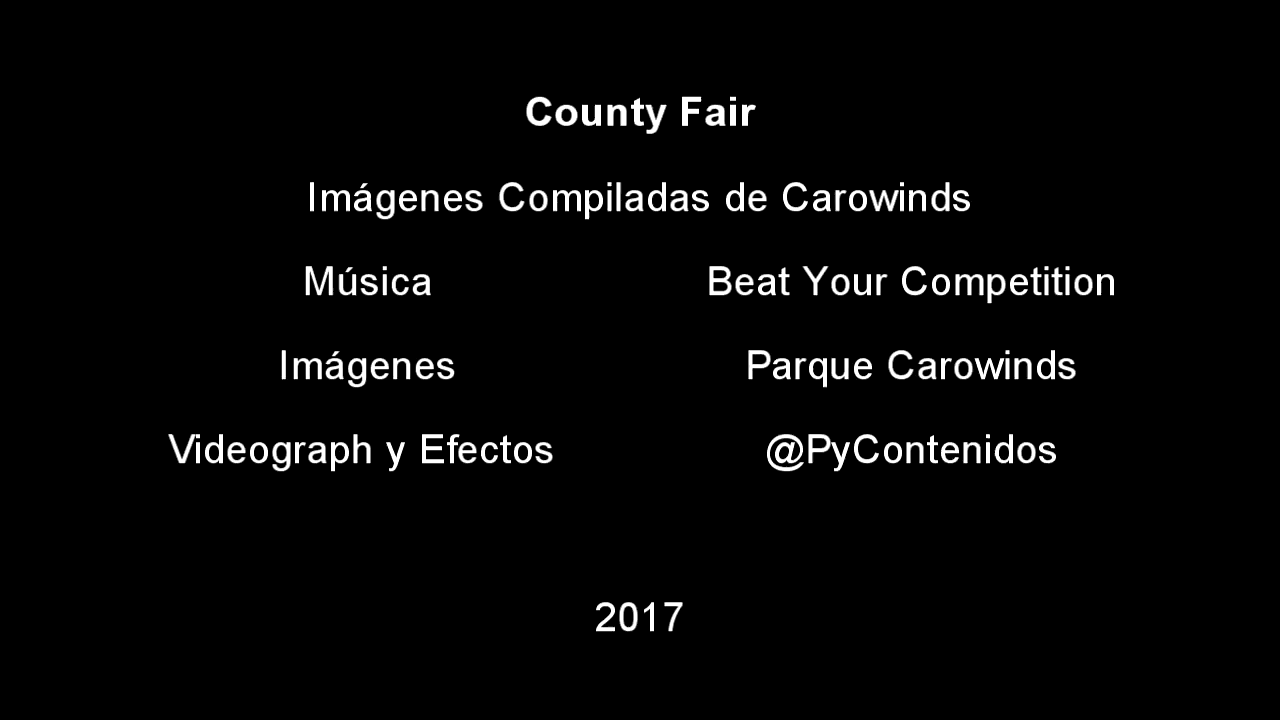 County Fair
Imágenes Compiladas de Carowinds
Música Beat Your Competition
Imágenes Parque Carowinds
Videograph y Efectos @PyContenidos
2017